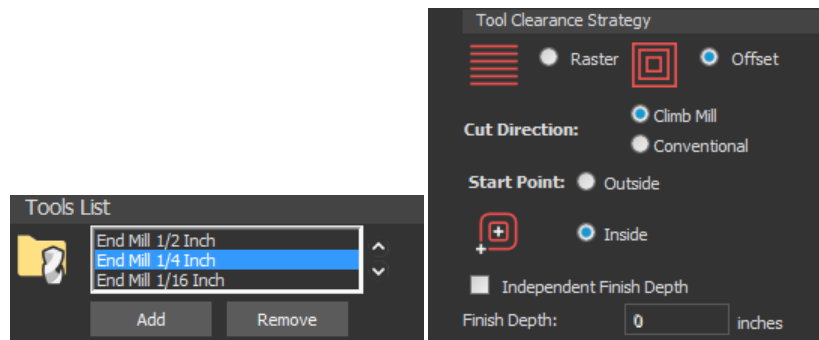 Tools List
End Mill 1/2 Inch
End Mill 1/4 Inch
End Mill 1/16 Inch
Add Remove
Tool Clearance Strategy
Raster Offset
Cut Direction:
Climb Mill
Conventional
Start Point: Outside
Inside
Independent Finish Depth
Finish Depth: 0 inches